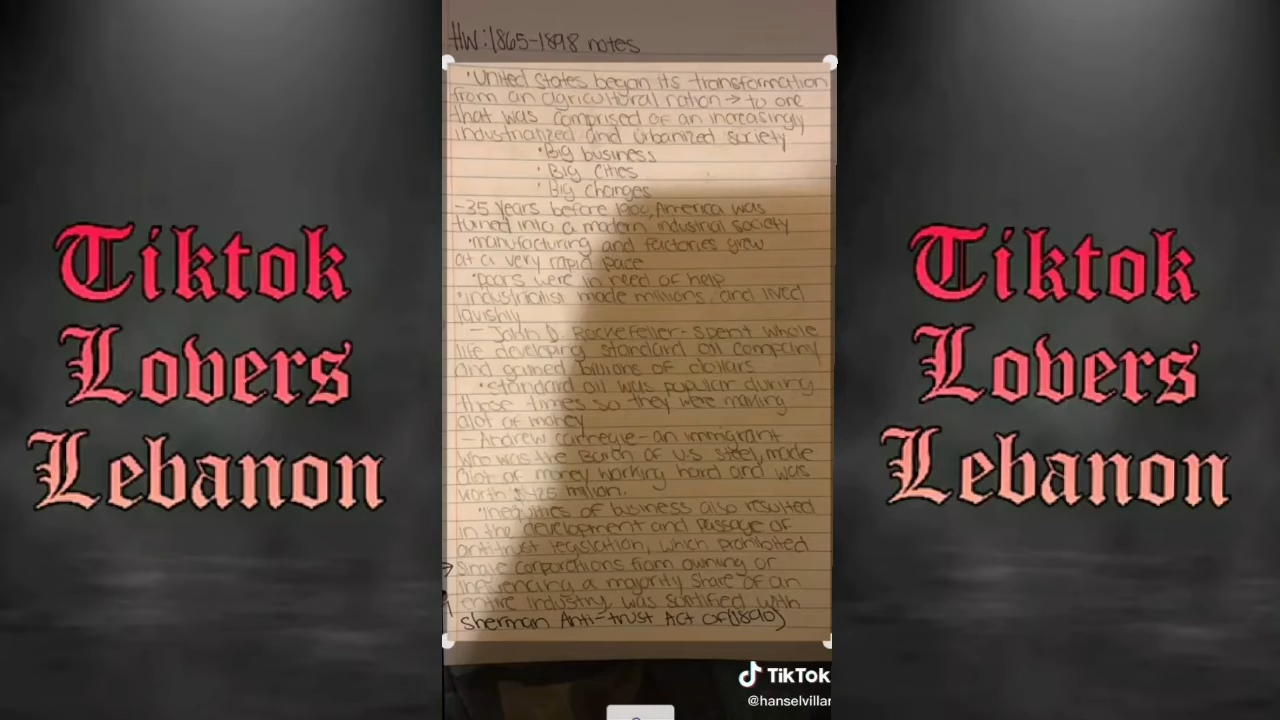 Tiktok
Lovers
Lebanon
HW: 1865-1898 notes
•United states began its transformation
from an agricultural nation → to one
that was comprised of an increasingly
industrialized and urbanized society
•Big business
•Big cities
•Big changes
-35 years before 1900, America was
turned into a modern industrial society
•manufacturing and factories grew
at a very rapid pace
•poors were in need of help
•industrialist made millions, and lived
lavishly
- John D. Rockefeller - spent whole
life developing standard oil company
and gained billions of dollars
•standard oil was popular during
those times so they were making
alot of money
- Andrew carnegie - an immigrant
who was the of U.S. steel, made
alot of money working hard and was
worth $425 million.
•inequities of business also resulted
in the development and passage of
antitrust legislation, which prohibited
single corporations from owning or
influencing a majority share of an
entire industry, was with
sherman Anti-trust Act of (1890)
TikTok
@hanselvillar
Tiktok
Lovers
Lebanon